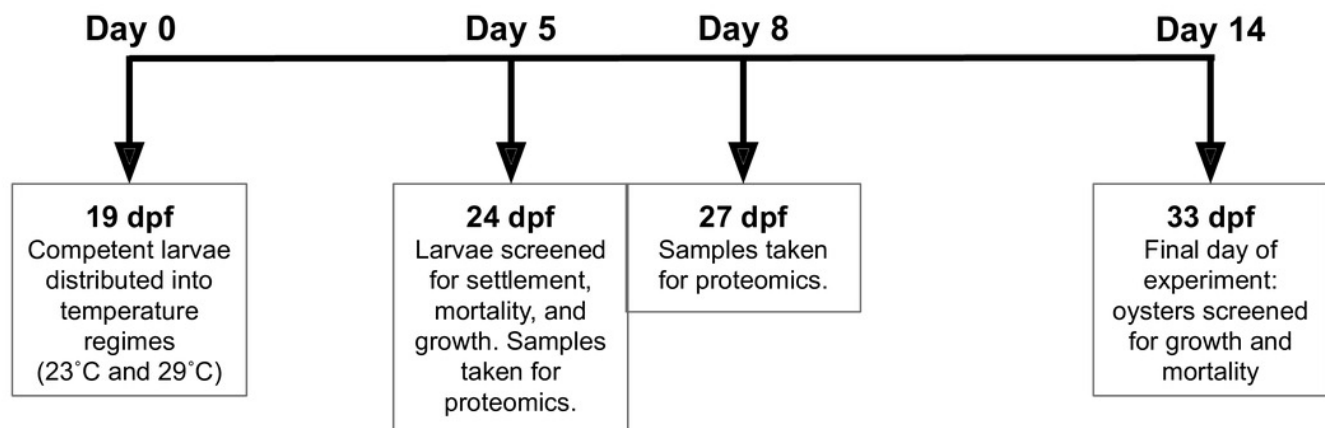 Day 0
Day 5
Day 8
Day 14
19 dpf
Competent larvae
distributed into
temperature
regimes
(23˚C and 29˚C)
24 dpf
Larvae screened
for settlement,
mortality, and
growth. Samples
taken for
proteomics.
27 dpf
Samples taken
for proteomics.
33 dpf
Final day of
experiment:
oysters screened
for growth and
mortality